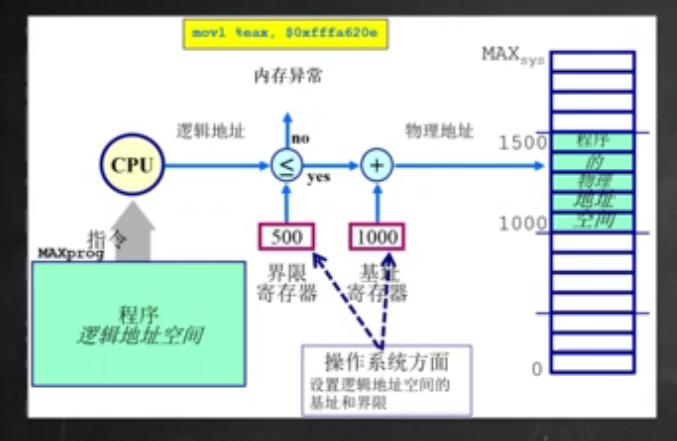 movl %eax, $0xfffa620e
MAXsys
内存异常
逻辑地址
物理地址
no
1500
程序
的
物理
地址
空间
CPU
≤
yes
+
1000
指令
MAXprog
500
1000
界限
寄存器
基址
寄存器
程序
逻辑地址空间
操作系统方面
设置逻辑地址空间的
基址和界限
0